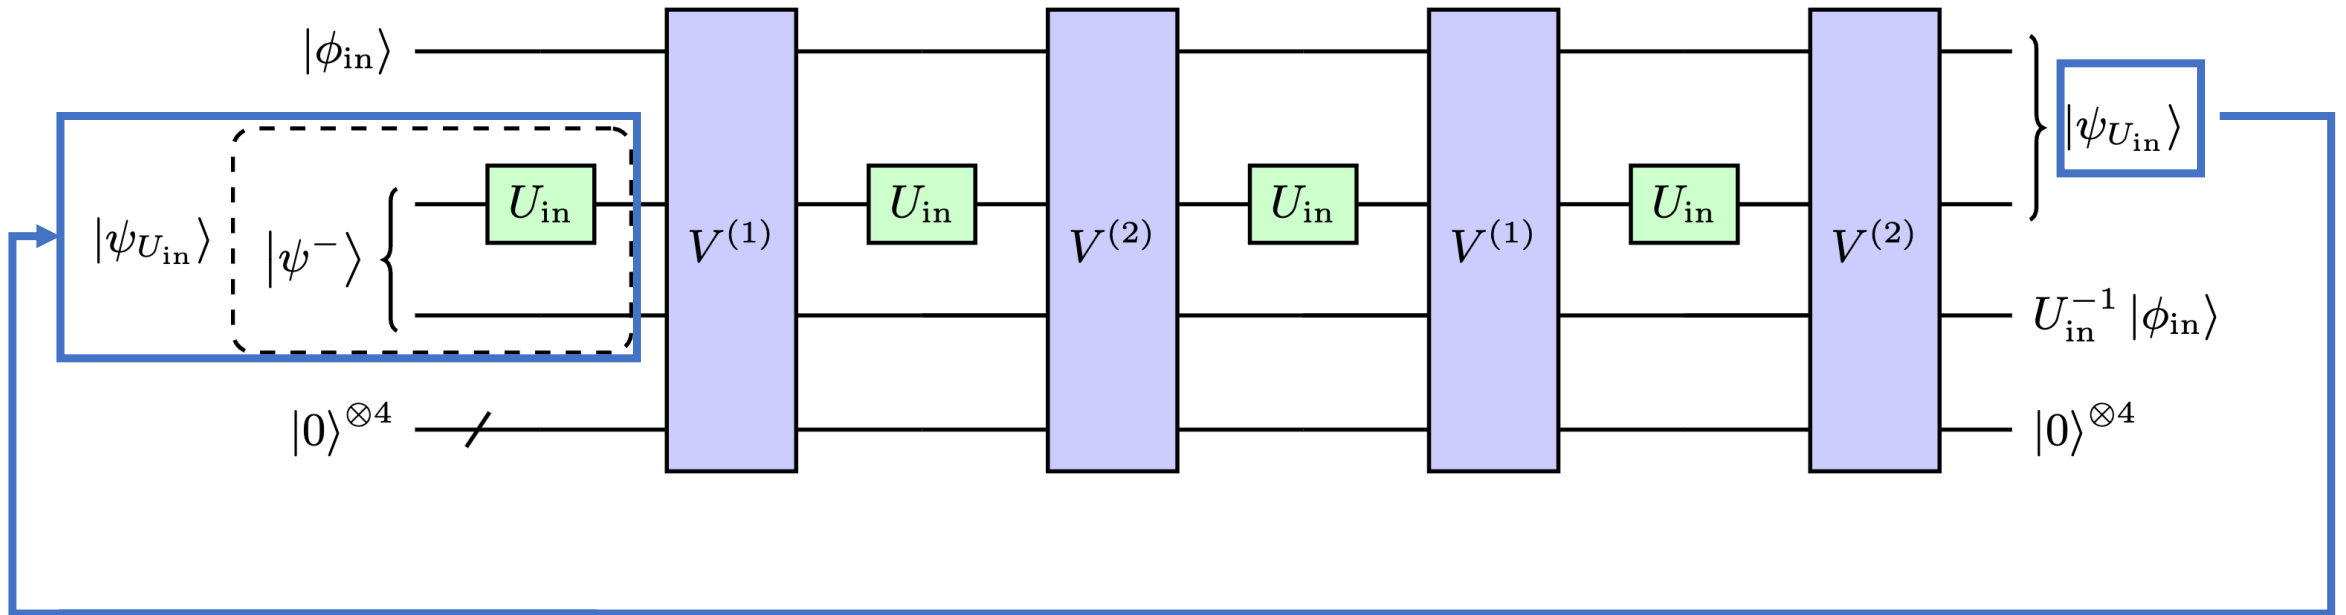 |ϕ_in⟩
|ψ_{U_in}⟩
|ψ⁻⟩
U_in
V⁽¹⁾
U_in
V⁽²⁾
U_in
V⁽¹⁾
U_in
V⁽²⁾
|ψ_{U_in}⟩
U_in^{-1} |ϕ_in⟩
|0⟩^{⊗4}
|0⟩^{⊗4}